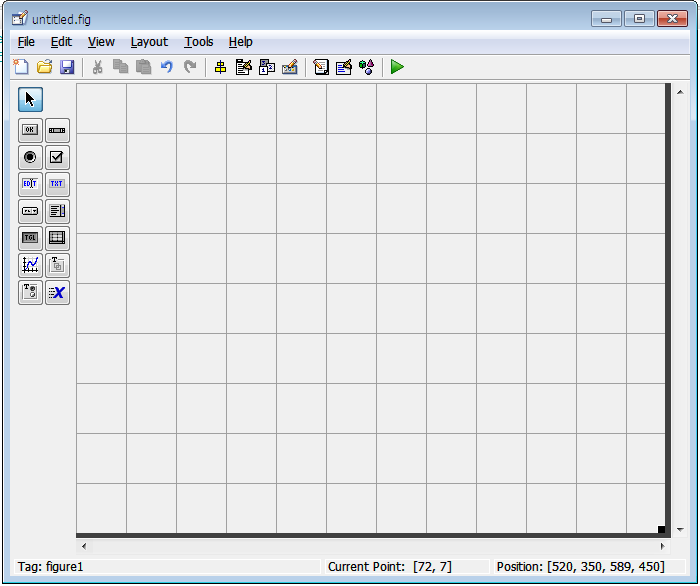 untitled.fig
File Edit View Layout Tools Help
OK
EDIT TXT
TGL
Tag: figure1 Current Point: [72, 7] Position: [520, 350, 589, 450]